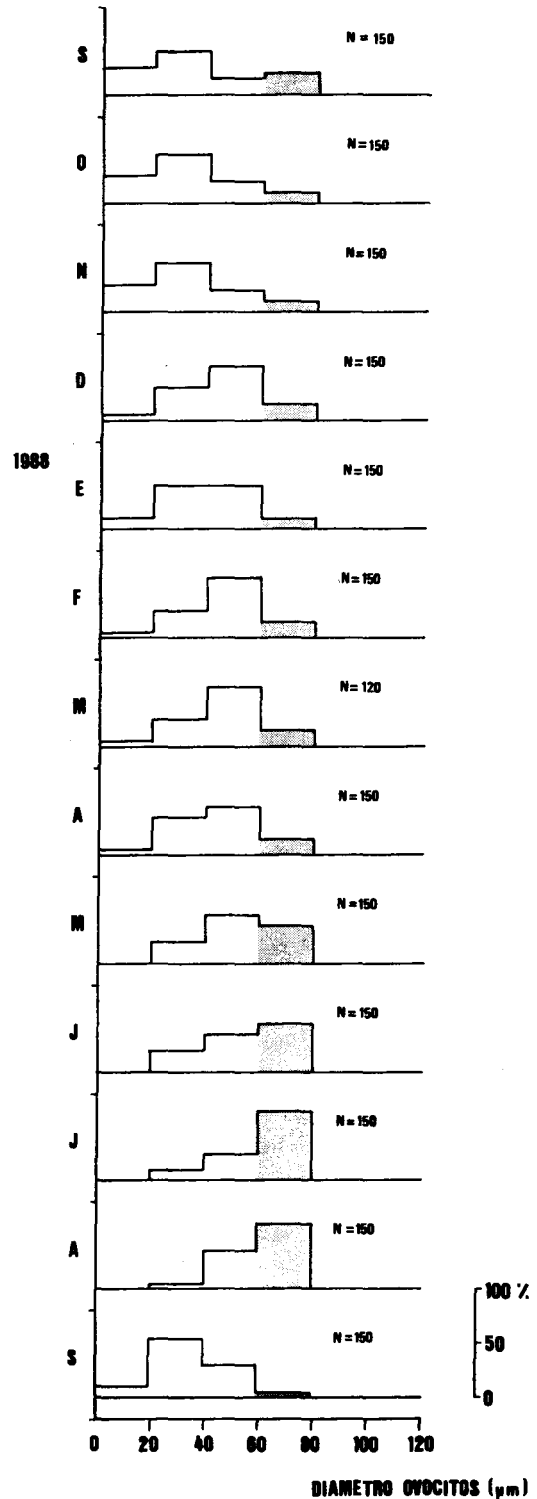 S N = 150
O N=150
N N=150
D N=150
1988
E N=150
F N=150
M N=120
A N=150
M N=150
J N=150
J N=150
A N=150
100 %
S N=150 50
0
0 20 40 60 80 100 120
DIAMETRO OVOCITOS (µm)